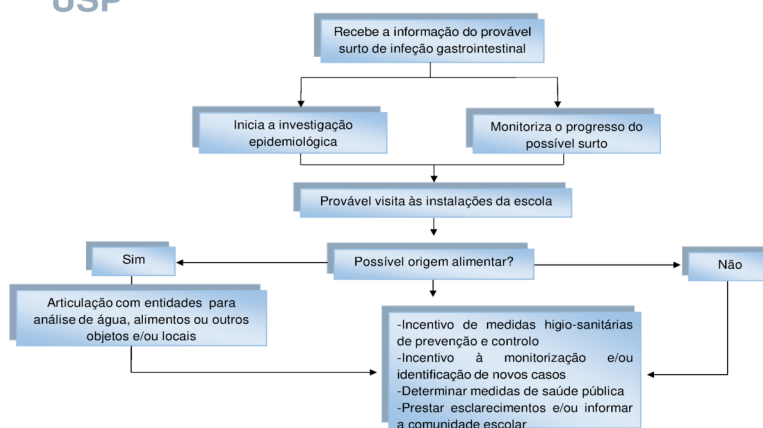 USP
Recebe a informação do provável
surto de infeção gastrointestinal
Inicia a investigação
epidemiológica
Monitoriza o progresso do
possível surto
Provável visita às instalações da escola
Sim
Possível origem alimentar?
Não
Articulação com entidades para
análise de água, alimentos ou outros
objetos e/ou locais
-Incentivo de medidas higio-sanitárias
de prevenção e controlo
-Incentivo à monitorização e/ou
identificação de novos casos
-Determinar medidas de saúde pública
-Prestar esclarecimentos e/ou informar
a comunidade escolar